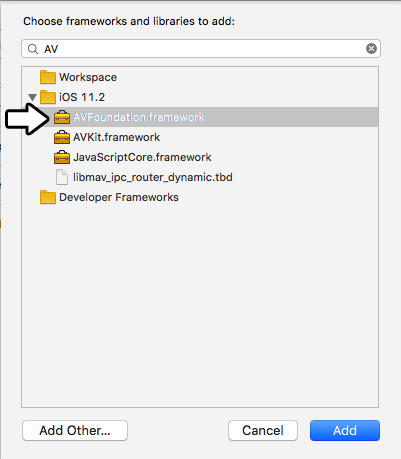 Choose frameworks and libraries to add:
AV
Workspace
iOS 11.2
AVFoundation.framework
AVKit.framework
JavaScriptCore.framework
libmav_ipc_router_dynamic.tbd
Developer Frameworks
Add Other... Cancel Add